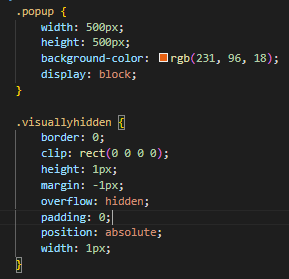 .popup {
width: 500px;
height: 500px;
background-color: rgb(231, 96, 18);
display: block;
}
.visuallyhidden {
border: 0;
clip: rect(0 0 0 0);
height: 1px;
margin: -1px;
overflow: hidden;
padding: 0;
position: absolute;
width: 1px;
}